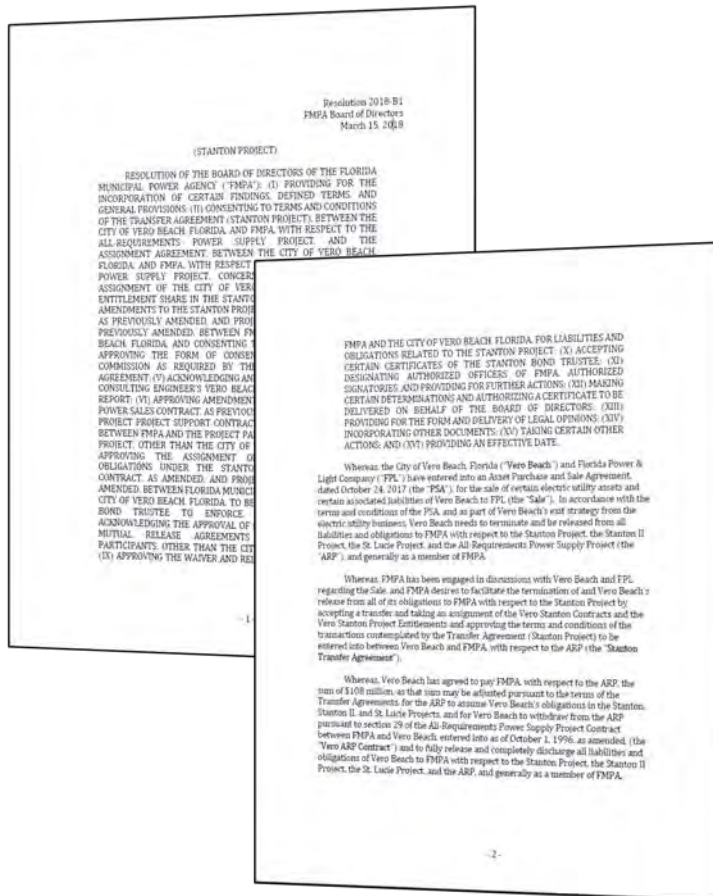 Resolution 2018-B1
FMPA Board of Directors
March 15, 2018
(STANTON PROJECT)
RESOLUTION OF THE BOARD OF DIRECTORS OF THE FLORIDA
MUNICIPAL POWER AGENCY ("FMPA"): (I) PROVIDING FOR THE
INCORPORATION OF CERTAIN FINDINGS, DEFINED TERMS, AND
GENERAL PROVISIONS; (II) CONSENTING TO TERMS AND CONDITIONS
OF THE TRANSFER AGREEMENT (STANTON PROJECT), BETWEEN THE
CITY OF VERO BEACH, FLORIDA, AND FMPA, WITH RESPECT TO THE
ALL-REQUIREMENTS POWER SUPPLY PROJECT, AND THE
ASSIGNMENT AGREEMENT, BETWEEN THE CITY OF VERO BEACH,
FLORIDA, AND FMPA, WITH RESPECT
POWER SUPPLY PROJECT, CONCER
ASSIGNMENT OF THE CITY OF VER
ENTITLEMENT SHARE IN THE STANTO
AMENDMENTS TO THE STANTON PROJE
AS PREVIOUSLY AMENDED, AND PROJ
PREVIOUSLY AMENDED, BETWEEN FM
BEACH, FLORIDA, AND CONSENTING T
APPROVING THE FORM OF CONSEN
COMMISSION AS REQUIRED BY THE
AGREEMENT; (V) ACKNOWLEDGING AN
CONSULTING ENGINEER'S VERO BEAC
REPORT; (VI) APPROVING AMENDMENT
POWER SALES CONTRACT, AS PREVIOUS
PROJECT PROJECT SUPPORT CONTRAC
BETWEEN FMPA AND THE PROJECT PA
PROJECT, OTHER THAN THE CITY OF
APPROVING THE ASSIGNMENT O
OBLIGATIONS UNDER THE STANTO
CONTRACT, AS AMENDED, AND PROJE
AMENDED, BETWEEN FLORIDA MUNICI
CITY OF VERO BEACH, FLORIDA, TO BE
BOND TRUSTEE TO ENFORCE
ACKNOWLEDGING THE APPROVAL OF
MUTUAL RELEASE AGREEMENTS
PARTICIPANTS, OTHER THAN THE CIT
(IX) APPROVING THE WAIVER AND REL
- 1
FMPA AND THE CITY OF VERO BEACH, FLORIDA, FOR LIABILITIES AND
OBLIGATIONS RELATED TO THE STANTON PROJECT; (X) ACCEPTING
CERTAIN CERTIFICATES OF THE STANTON BOND TRUSTEE; (XI)
DESIGNATING AUTHORIZED OFFICERS OF FMPA, AUTHORIZED
SIGNATORIES, AND PROVIDING FOR FURTHER ACTIONS; (XII) MAKING
CERTAIN DETERMINATIONS AND AUTHORIZING A CERTIFICATE TO BE
DELIVERED ON BEHALF OF THE BOARD OF DIRECTORS; (XIII)
PROVIDING FOR THE FORM AND DELIVERY OF LEGAL OPINIONS; (XIV)
INCORPORATING OTHER DOCUMENTS; (XV) TAKING CERTAIN OTHER
ACTIONS; AND (XVI) PROVIDING AN EFFECTIVE DATE.
Whereas, the City of Vero Beach, Florida ("Vero Beach") and Florida Power &
Light Company ("FPL") have entered into an Asset Purchase and Sale Agreement,
dated October 24, 2017 (the "PSA"), for the sale of certain electric utility assets and
certain associated liabilities of Vero Beach to FPL (the "Sale"). In accordance with the
terms and conditions of the PSA, and as part of Vero Beach's exit strategy from the
electric utility business, Vero Beach needs to terminate and be released from all
liabilities and obligations to FMPA with respect to the Stanton Project, the Stanton II
Project, the St. Lucie Project, and the All-Requirements Power Supply Project (the
"ARP"), and generally as a member of FMPA.
Whereas, FMPA has been engaged in discussions with Vero Beach and FPL
regarding the Sale, and FMPA desires to facilitate the termination of and Vero Beach's
release from all of its obligations to FMPA with respect to the Stanton Project by
accepting a transfer and taking an assignment of the Vero Stanton Contracts and the
Vero Stanton Project Entitlements and approving the terms and conditions of the
transactions contemplated by the Transfer Agreement (Stanton Project) to be
entered into between Vero Beach and FMPA, with respect to the ARP (the "Stanton
Transfer Agreement").
Whereas, Vero Beach has agreed to pay FMPA, with respect to the ARP, the
sum of $108 million, as that sum may be adjusted pursuant to the terms of the
Transfer Agreements, for the ARP to assume Vero Beach's obligations in the Stanton,
Stanton II, and St. Lucie Projects, and for Vero Beach to withdraw from the ARP
pursuant to section 29 of the All-Requirements Power Supply Project Contract
between FMPA and Vero Beach, entered into as of October 1, 1996, as amended, (the
"Vero ARP Contract") and to fully release and completely discharge all liabilities and
obligations of Vero Beach to FMPA with respect to the Stanton Project, the Stanton II
Project, the St. Lucie Project, and the ARP, and generally as a member of FMPA.
-2-